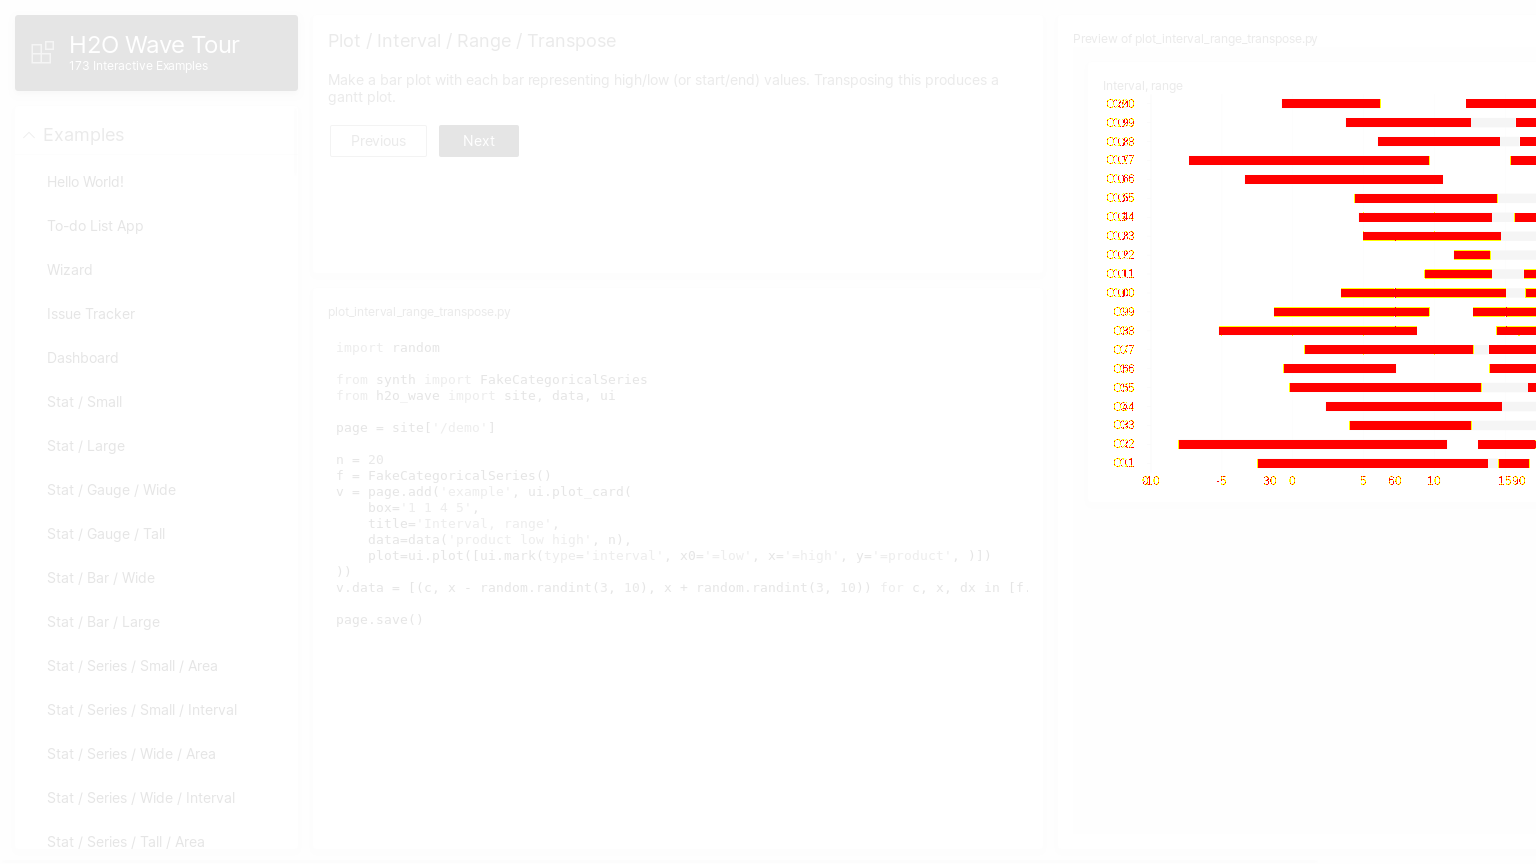 H2O Wave Tour
173 Interactive Examples
Examples
Hello World!
To-do List App
Wizard
Issue Tracker
Dashboard
Stat / Small
Stat / Large
Stat / Gauge / Wide
Stat / Gauge / Tall
Stat / Bar / Wide
Stat / Bar / Large
Stat / Series / Small / Area
Stat / Series / Small / Interval
Stat / Series / Wide / Area
Stat / Series / Wide / Interval
Stat / Series / Tall / Area
Plot / Interval / Range / Transpose
Make a bar plot with each bar representing high/low (or start/end) values. Transposing this produces a
gantt plot.
Previous
Next
plot_interval_range_transpose.py
import random
from synth import FakeCategoricalSeries
from h2o_wave import site, data, ui
page = site['/demo']
n = 20
f = FakeCategoricalSeries()
v = page.add('example', ui.plot_card(
    box='1 1 4 5',
    title='Interval, range',
    data=data('product low high', n),
    plot=ui.plot([ui.mark(type='interval', x0='=low', x='=high', y='=product', )])
))
v.data = [(c, x - random.randint(3, 10), x + random.randint(3, 10)) for c, x, dx in [f.
page.save()
Preview of plot_interval_range_transpose.py
Interval, range
-5
30
0
5
60
10